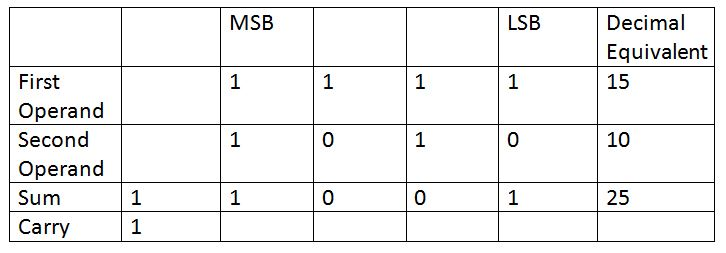 MSB LSB Decimal
Equivalent
First
Operand 1 1 1 1 15
Second
Operand 1 0 1 0 10
Sum 1 1 0 0 1 25
Carry 1